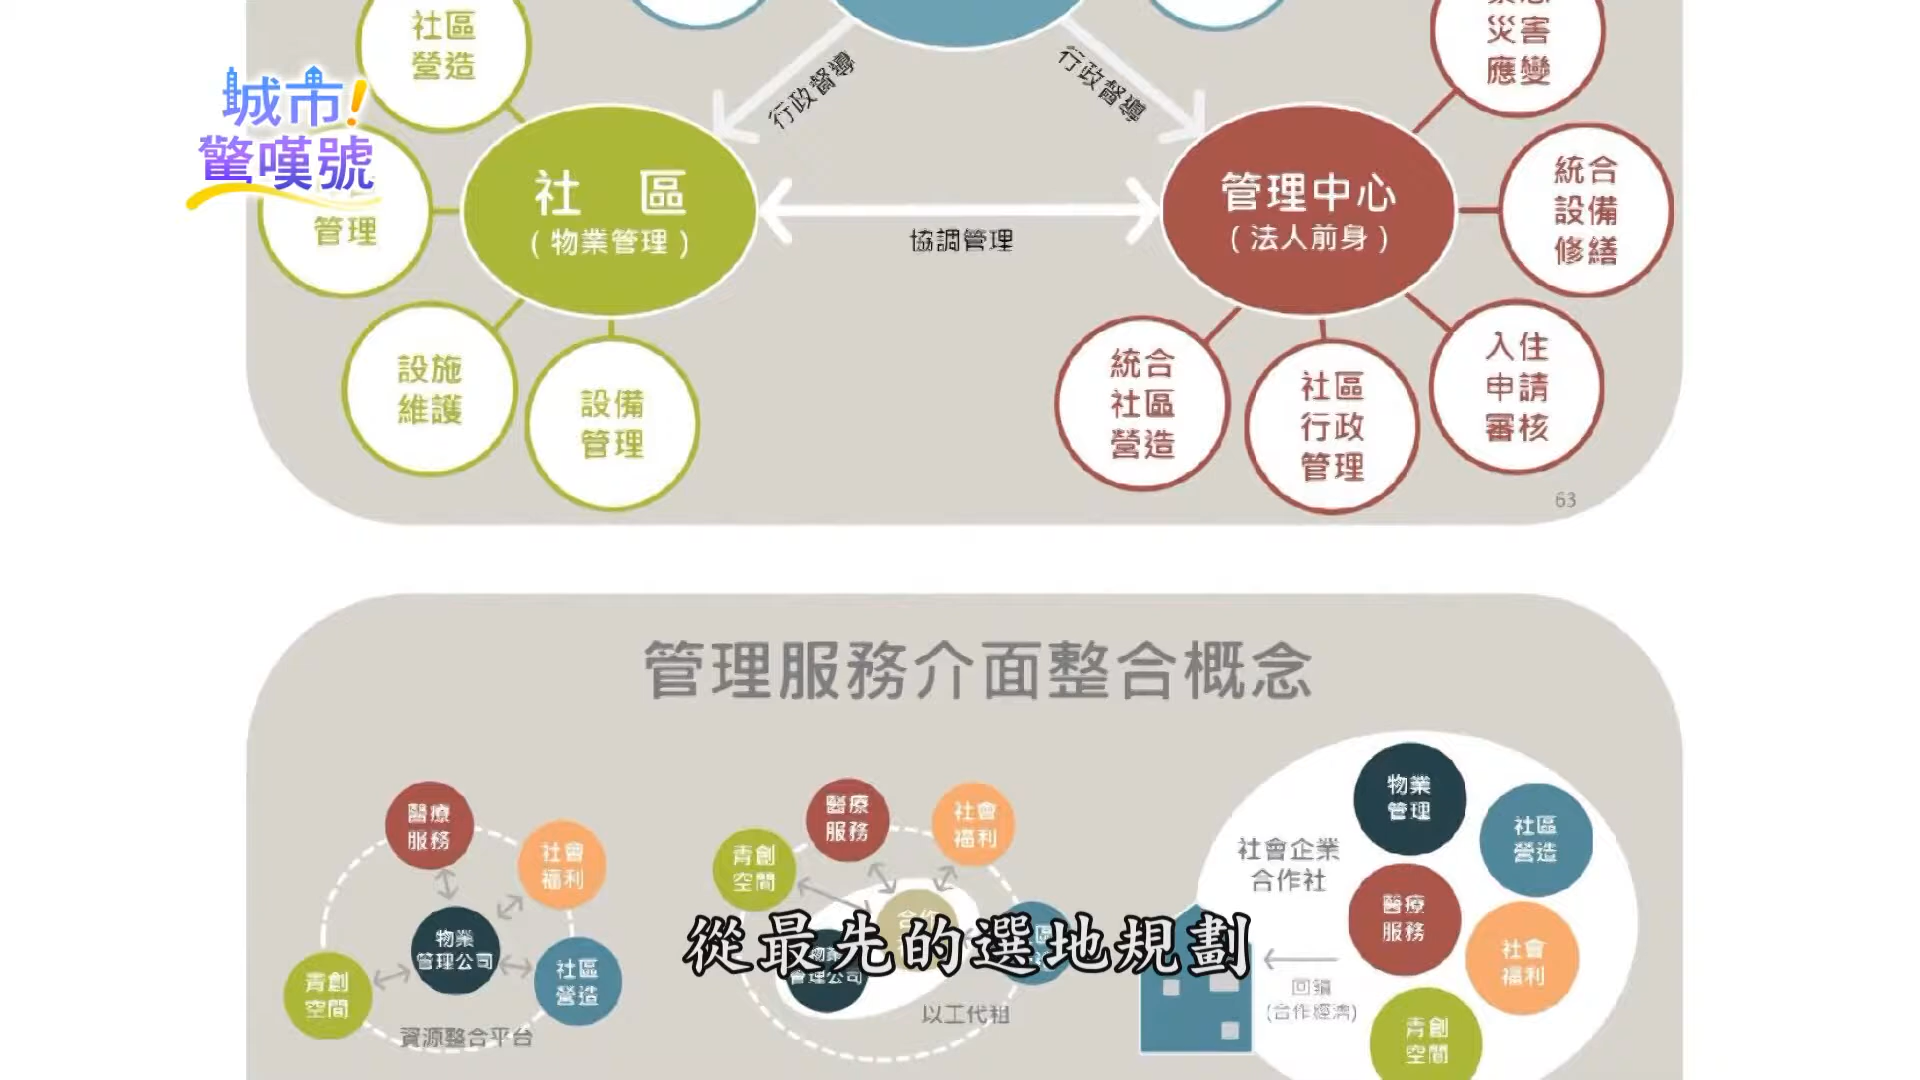 社區
營造
災害
應變
行政督導
行政督導
城市!
驚嘆號
管理
社 區
(物業管理)
協調管理
管理中心
(法人前身)
統合
設備
修繕
設施
維護
設備
管理
統合
社區
營造
社區
行政
管理
入住
申請
審核
63
管理服務介面整合概念
醫療
服務
社會
福利
物業
管理公司
青創
空間
社區
營造
資源整合平台
醫療
服務
社會
福利
青創
空間
合作
管理公司
以工代租
社會企業
合作社
物業
管理
社區
營造
醫療
服務
社會
福利
青創
空間
回饋
(合作經濟)
從最先的選地規劃